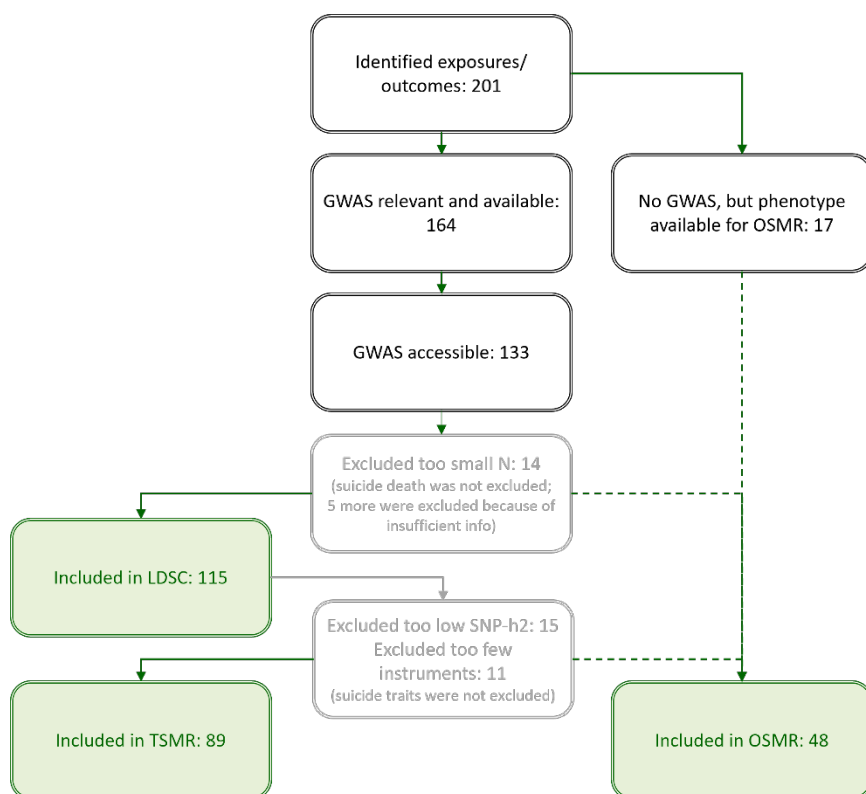 Identified exposures/
outcomes: 201
GWAS relevant and available:
164
No GWAS, but phenotype
available for OSMR: 17
GWAS accessible: 133
Excluded too small N: 14
(suicide death was not excluded;
5 more were excluded because of
insufficient info)
Included in LDSC: 115
Excluded too low SNP-h2: 15
Excluded too few
instruments: 11
(suicide traits were not excluded)
Included in TSMR: 89
Included in OSMR: 48